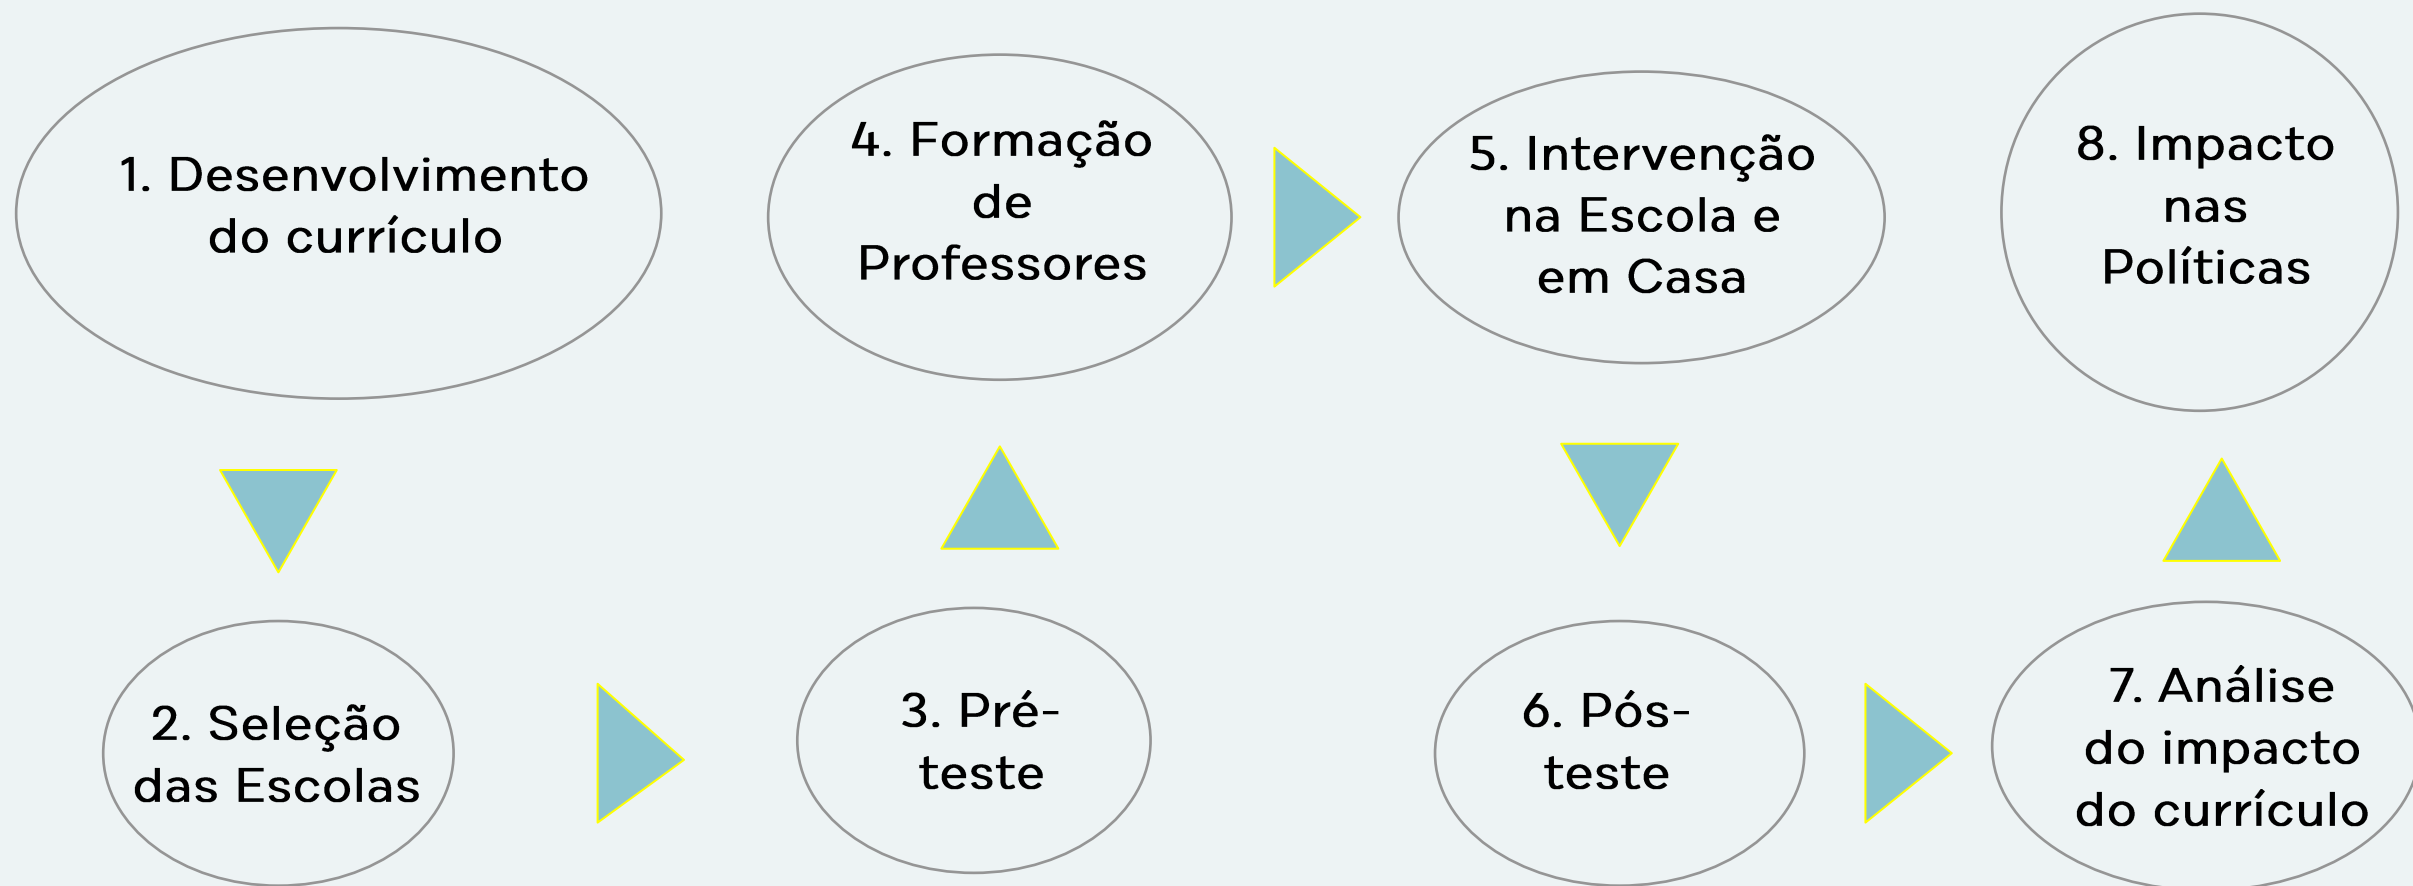 1. Desenvolvimento
do currículo
2. Seleção
das Escolas
3. Pré-
teste
4. Formação
de
Professores
5. Intervenção
na Escola e
em Casa
6. Pós-
teste
7. Análise
do impacto
do currículo
8. Impacto
nas
Políticas